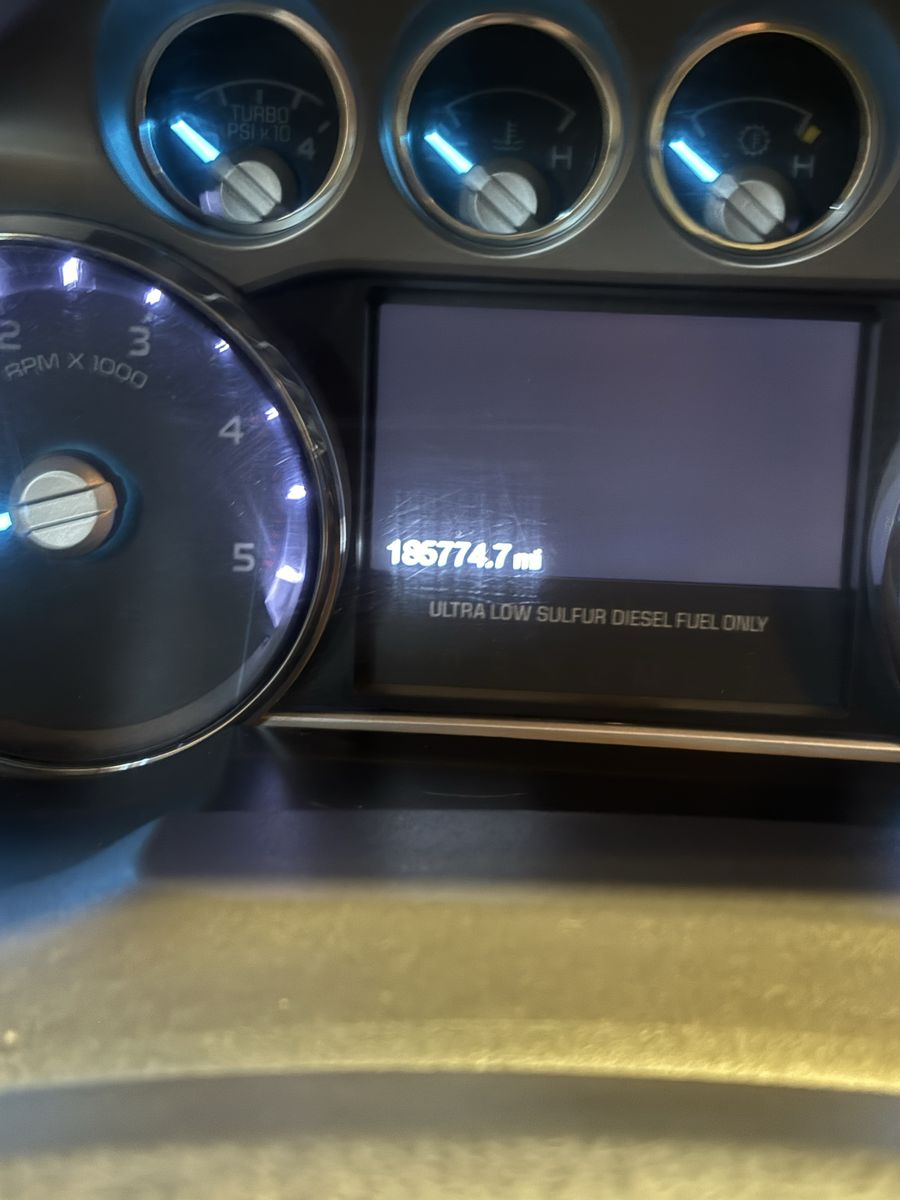 TURBO
PSI x 10
4
H
H
2
3
RPM X 1000
4
5
185774.7 mi
ULTRA LOW SULFUR DIESEL FUEL ONLY